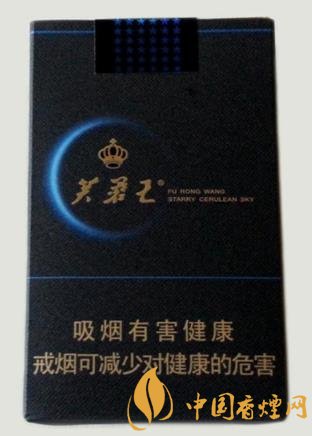 芙蓉王®
FU RONG WANG
STARRY CERULEAN SKY
吸烟有害健康
戒烟可减少对健康的危害
中国香烟网